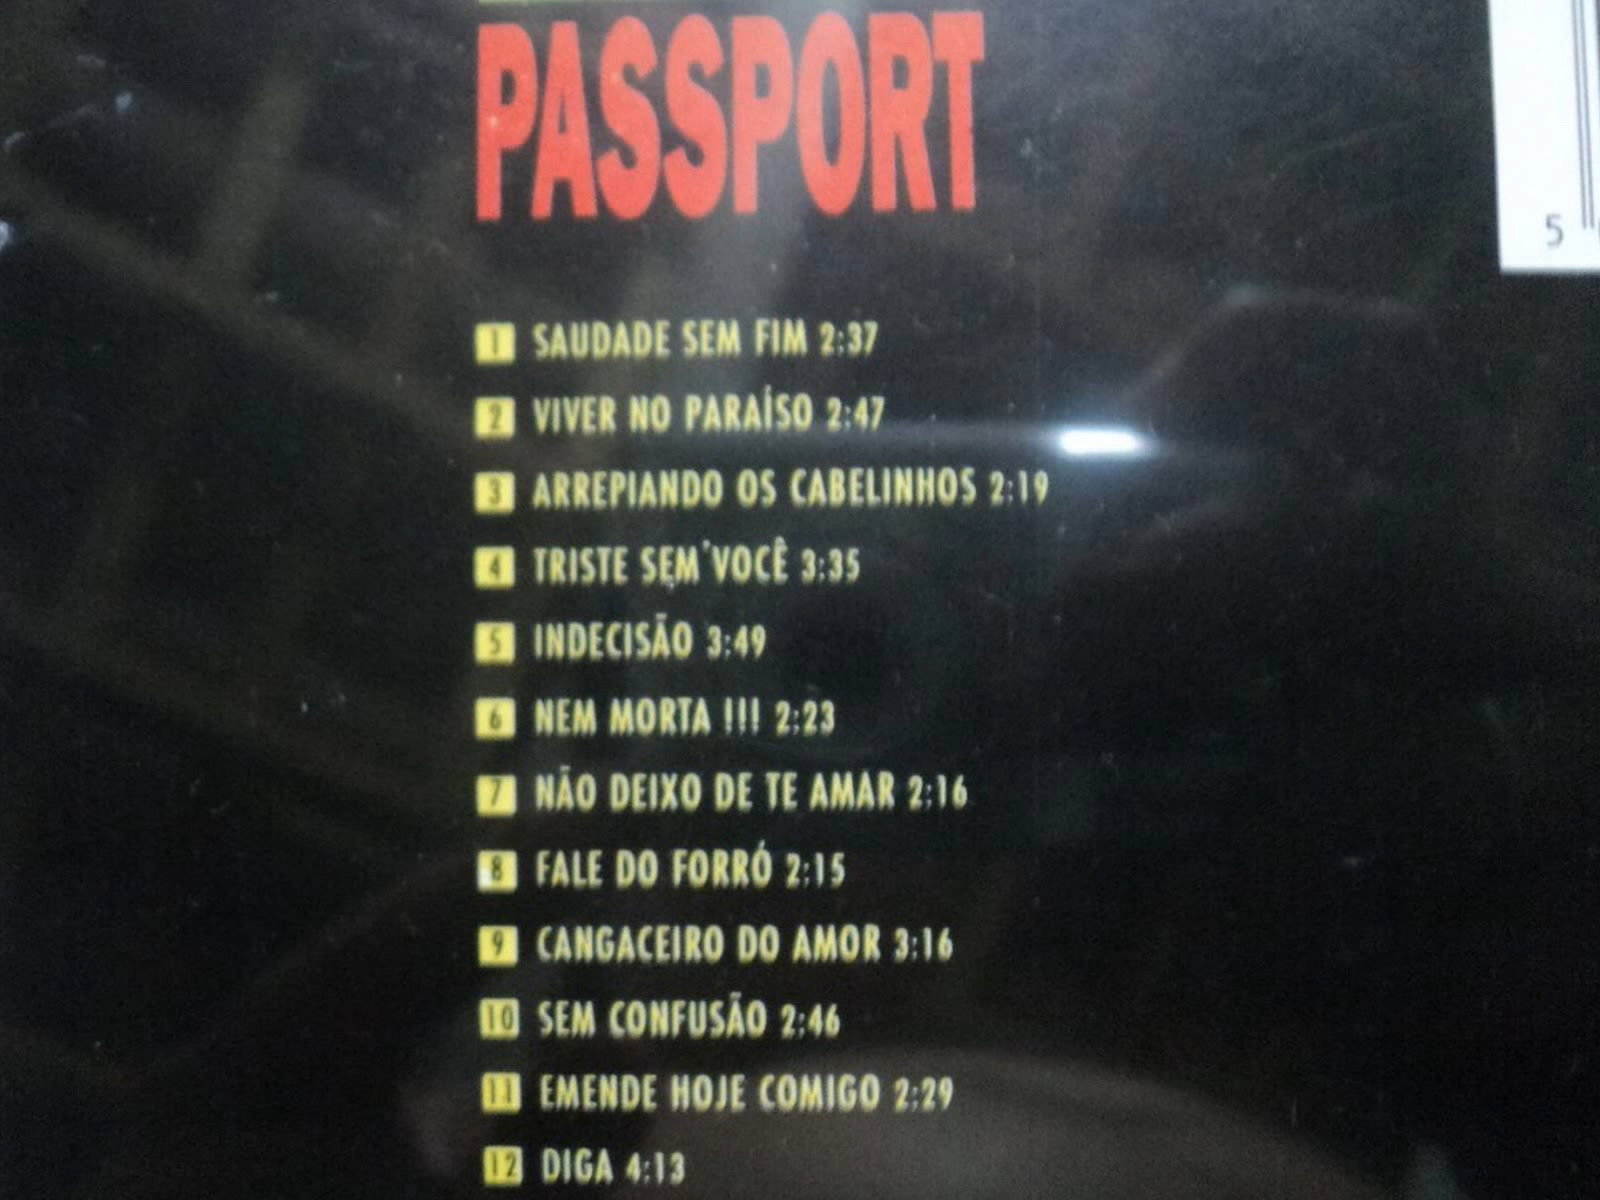 PASSPORT
5
1 SAUDADE SEM FIM 2:37
2 VIVER NO PARAÍSO 2:47
3 ARREPIANDO OS CABELINHOS 2:19
4 TRISTE SEM VOCÊ 3:35
5 INDECISÃO 3:49
6 NEM MORTA !!! 2:23
7 NÃO DEIXO DE TE AMAR 2:16
8 FALE DO FORRÓ 2:15
9 CANGACEIRO DO AMOR 3:16
10 SEM CONFUSÃO 2:46
11 EMENDE HOJE COMIGO 2:29
12 DIGA 4:13